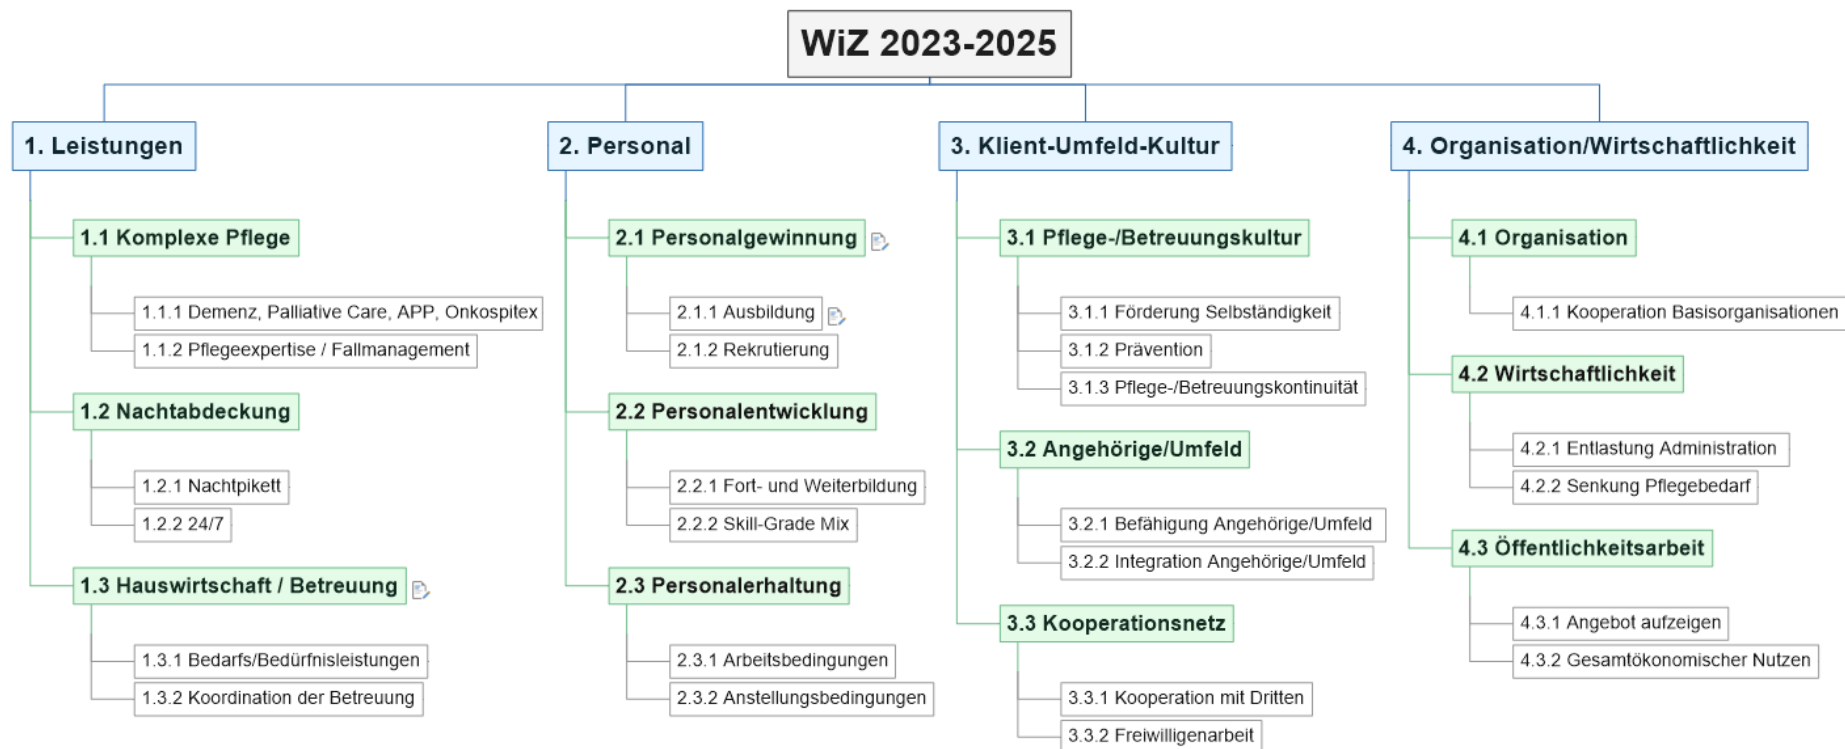 WiZ 2023-2025
1. Leistungen
1.1 Komplexe Pflege
1.1.1 Demenz, Palliative Care, APP, Onkospitex
1.1.2 Pflegeexpertise / Fallmanagement
1.2 Nachtabdeckung
1.2.1 Nachtpikett
1.2.2 24/7
1.3 Hauswirtschaft / Betreuung
1.3.1 Bedarfs/Bedürfnisleistungen
1.3.2 Koordination der Betreuung
2. Personal
2.1 Personalgewinnung
2.1.1 Ausbildung
2.1.2 Rekrutierung
2.2 Personalentwicklung
2.2.1 Fort- und Weiterbildung
2.2.2 Skill-Grade Mix
2.3 Personalerhaltung
2.3.1 Arbeitsbedingungen
2.3.2 Anstellungsbedingungen
3. Klient-Umfeld-Kultur
3.1 Pflege-/Betreuungskultur
3.1.1 Förderung Selbständigkeit
3.1.2 Prävention
3.1.3 Pflege-/Betreuungskontinuität
3.2 Angehörige/Umfeld
3.2.1 Befähigung Angehörige/Umfeld
3.2.2 Integration Angehörige/Umfeld
3.3 Kooperationsnetz
3.3.1 Kooperation mit Dritten
3.3.2 Freiwilligenarbeit
4. Organisation/Wirtschaftlichkeit
4.1 Organisation
4.1.1 Kooperation Basisorganisationen
4.2 Wirtschaftlichkeit
4.2.1 Entlastung Administration
4.2.2 Senkung Pflegebedarf
4.3 Öffentlichkeitsarbeit
4.3.1 Angebot aufzeigen
4.3.2 Gesamtökonomischer Nutzen